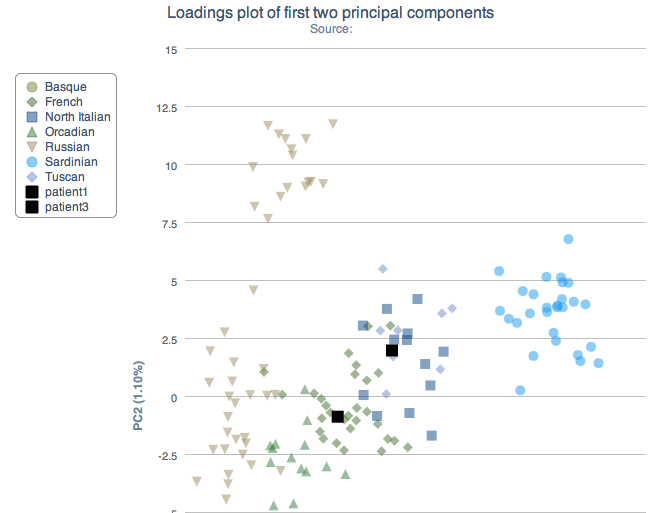 Loadings plot of first two principal components
Source:
Basque
French
North Italian
Orcadian
Russian
Sardinian
Tuscan
patient1
patient3
PC2 (1.10%)
15
12.5
10
7.5
5
2.5
0
-2.5